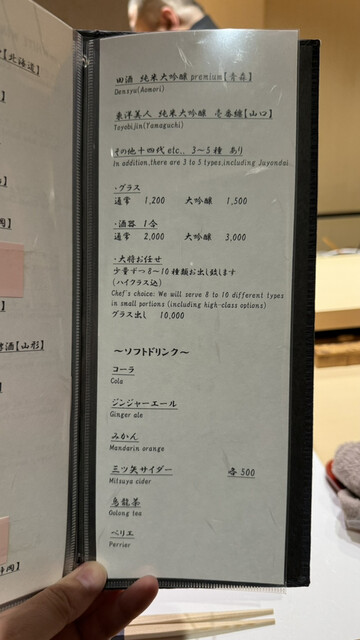 【北海道】
酒【山形】
田酒 純米大吟醸 premium【青森】
Densyu(Aomori)
東洋美人 純米大吟醸 壱番纏【山口】
Toyobijin(Yamaguchi)
その他十四代 etc.. 3～5種 あり
In addition,there are 3 to 5 types,including Juyondai.
・グラス
通常 1,200 大吟醸 1,500
・酒器 1合
通常 2,000 大吟醸 3,000
・大将お任せ
少量ずつ8～10種類お出し致します
(ハイクラス込)
Chef's choice: We will serve 8 to 10 different types
in small portions (including high-class options)
グラス出し 10,000
～ソフトドリンク～
コーラ
Cola
ジンジャーエール
Ginger ale
みかん
Mandarin orange
三ツ矢サイダー 各500
Mitsuya cider
烏龍茶
Oolong tea
ペリエ
Perrier